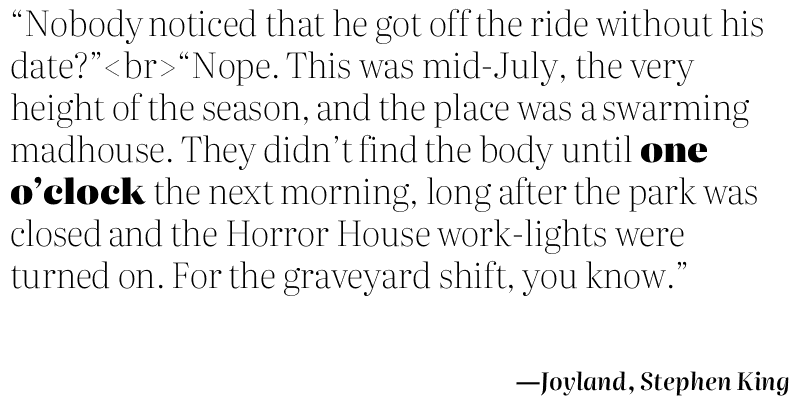 “Nobody noticed that he got off the ride without his
date?”<br>“Nope. This was mid-July, the very
height of the season, and the place was a swarming
madhouse. They didn’t find the body until one
o’clock the next morning, long after the park was
closed and the Horror House work-lights were
turned on. For the graveyard shift, you know.”
—Joyland, Stephen King